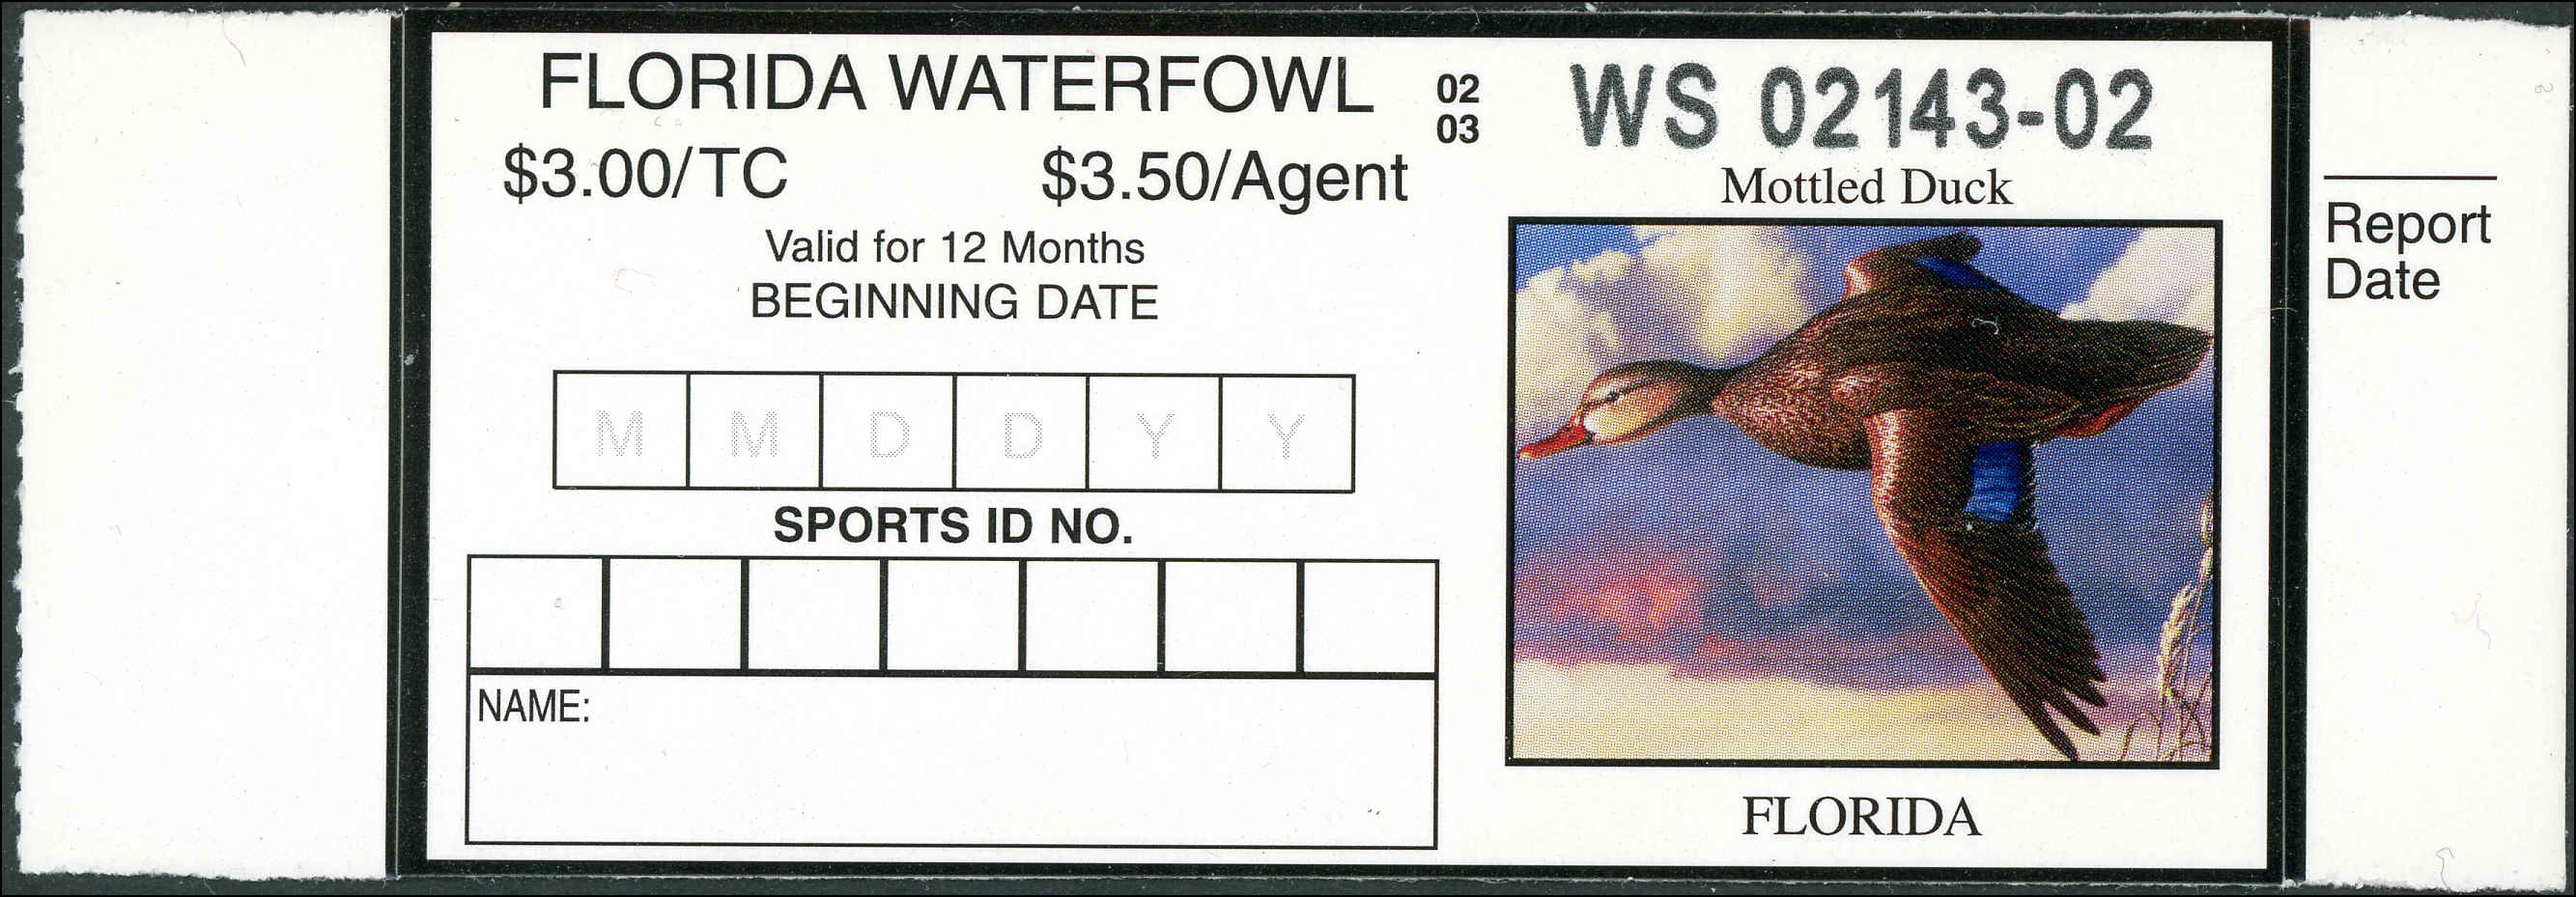 FLORIDA WATERFOWL
02
03
$3.00/TC $3.50/Agent
Valid for 12 Months
BEGINNING DATE
M M D D Y Y
SPORTS ID NO.
NAME:
WS 02143-02
Mottled Duck
FLORIDA
Report
Date